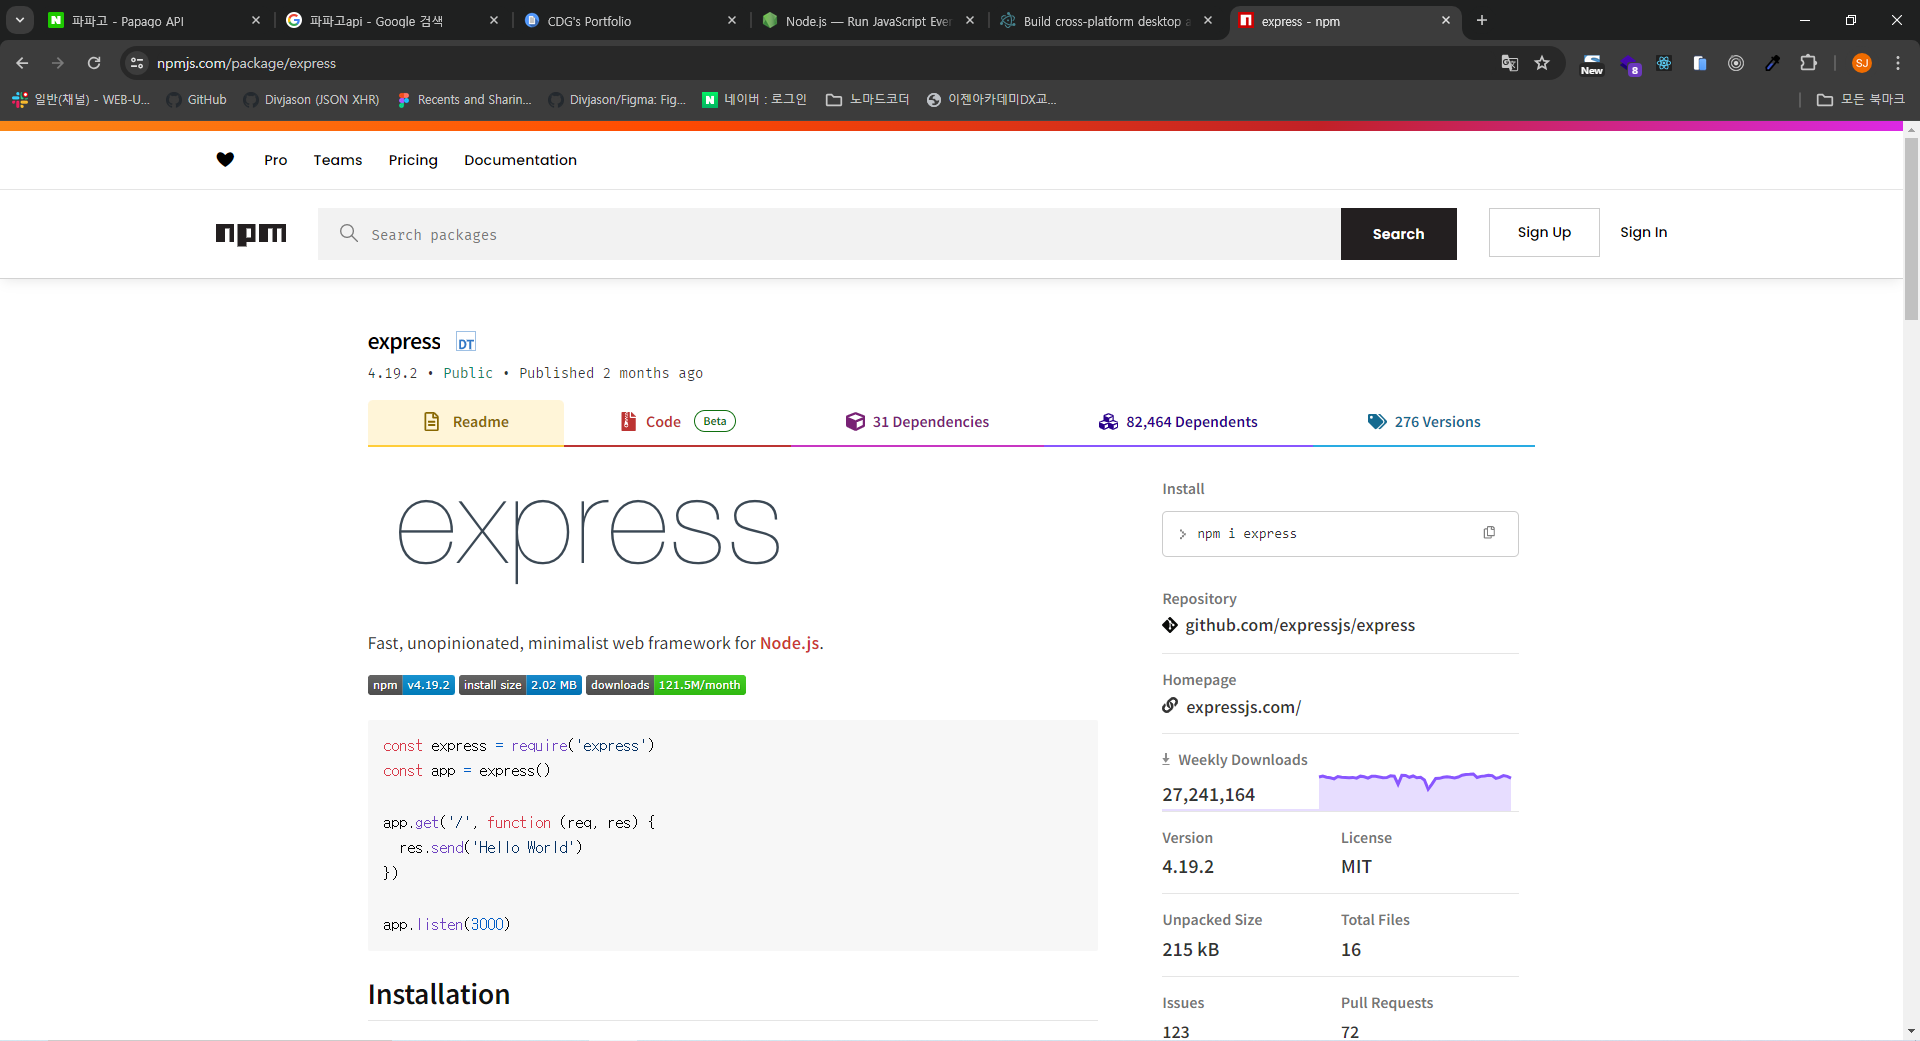 파파고 - Papago API
파파고api - Google 검색
CDG's Portfolio
Node.js — Run JavaScript Ever
Build cross-platform desktop a
express - npm
npmjs.com/package/express
New
8
SJ
일반(채널) - WEB-U...
GitHub
Divjason (JSON XHR)
Recents and Sharin...
Divjason/Figma: Fig...
네이버 : 로그인
노마드코더
이젠아카데미DX교...
모든 북마크
Pro
Teams
Pricing
Documentation
npm
Search packages
Search
Sign Up
Sign In
express
DT
4.19.2 • Public • Published 2 months ago
Readme
Code
Beta
31 Dependencies
82,464 Dependents
276 Versions
express
Fast, unopinionated, minimalist web framework for Node.js.
npm v4.19.2
install size 2.02 MB
downloads 121.5M/month
const express = require('express')
const app = express()
app.get('/', function (req, res) {
  res.send('Hello World')
})
app.listen(3000)
Installation
Install
npm i express
Repository
github.com/expressjs/express
Homepage
expressjs.com/
Weekly Downloads
27,241,164
Version
License
4.19.2
MIT
Unpacked Size
Total Files
215 kB
16
Issues
Pull Requests
123
72